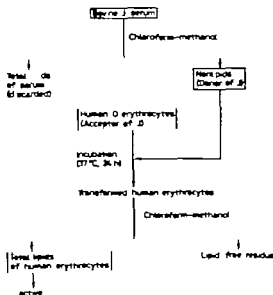 Bovine J serum
Chloroform-methanol
Total
of serum
(discarded)
(Donor of J)
Human O erythrocytes
(Acceptor of J)
Incubation
(37°C, 24 h)
Transformed human erythrocytes
Chloroform-methanol
Total lipids
of human erythrocytes
Lipid free residue
active